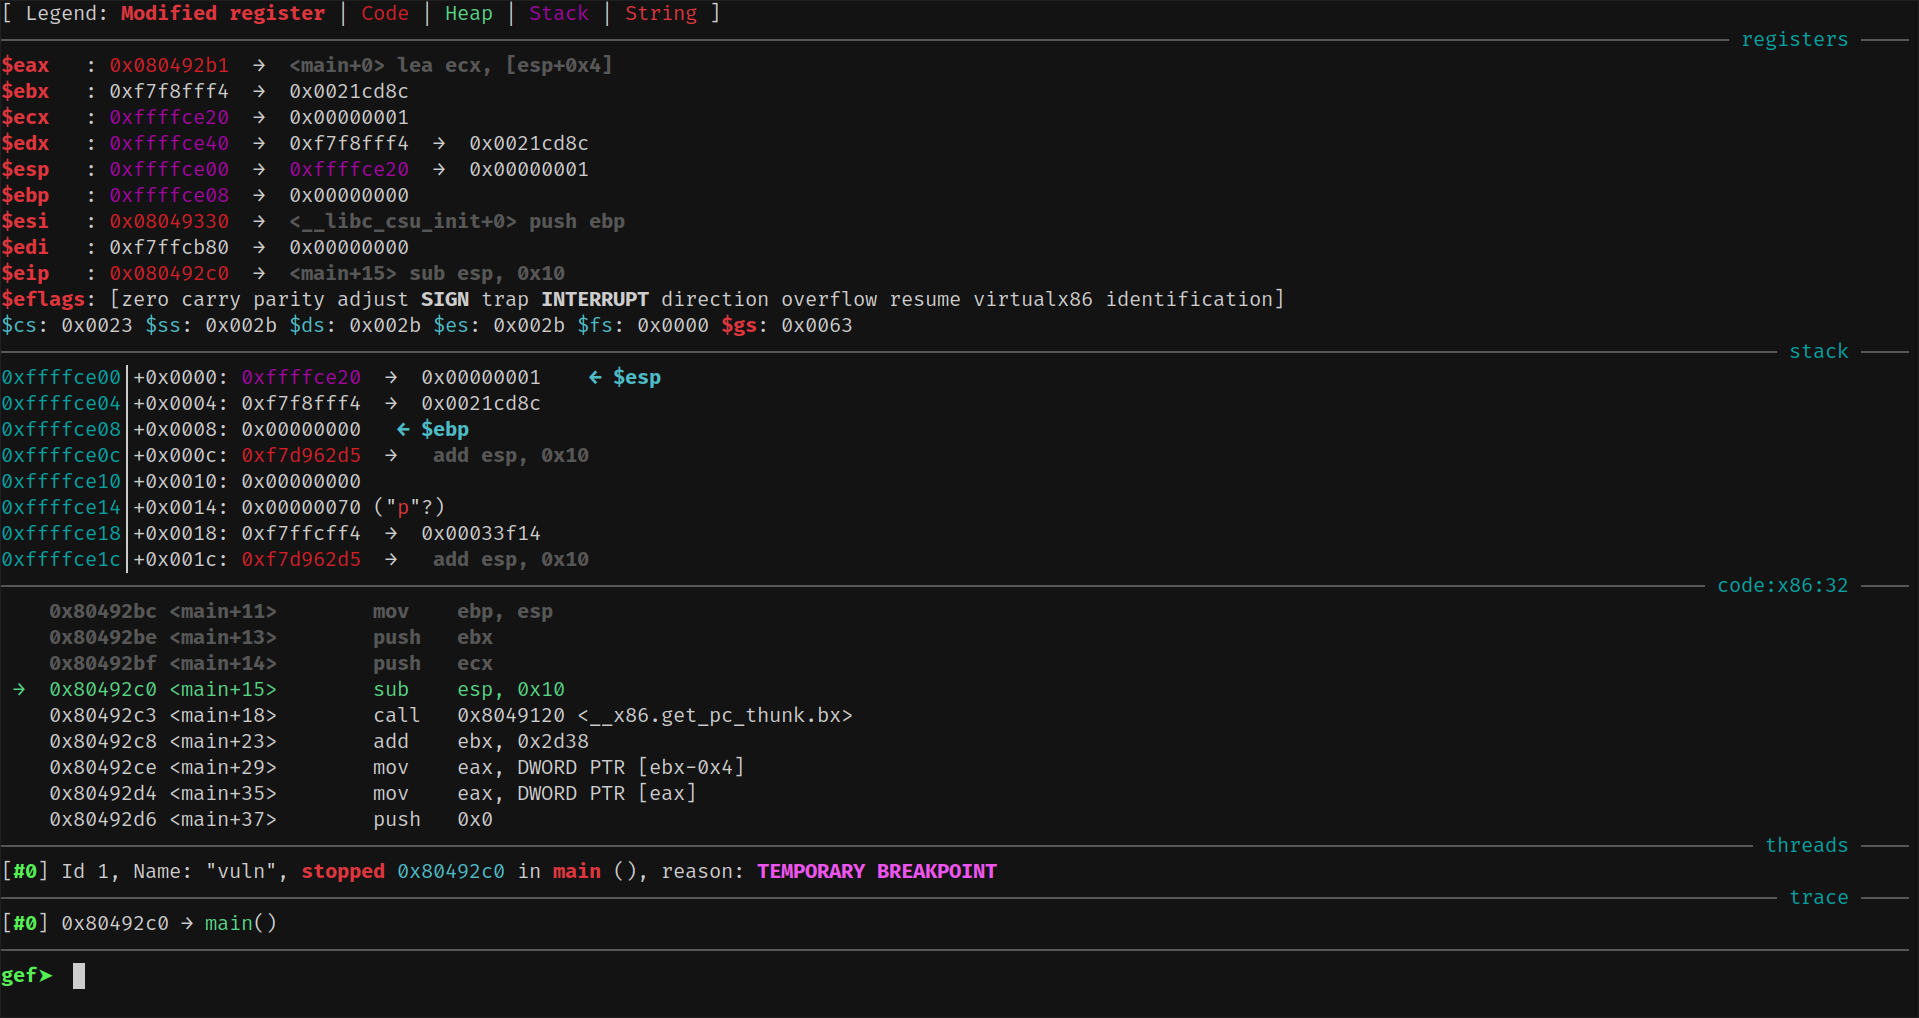 [ Legend: Modified register | Code | Heap | Stack | String ]
registers
$eax   : 0x080492b1  →  <main+0> lea ecx, [esp+0x4]
$ebx   : 0xf7f8fff4  →  0x0021cd8c
$ecx   : 0xffffce20  →  0x00000001
$edx   : 0xffffce40  →  0xf7f8fff4  →  0x0021cd8c
$esp   : 0xffffce00  →  0xffffce20  →  0x00000001
$ebp   : 0xffffce08  →  0x00000000
$esi   : 0x08049330  →  <__libc_csu_init+0> push ebp
$edi   : 0xf7ffcb80  →  0x00000000
$eip   : 0x080492c0  →  <main+15> sub esp, 0x10
$eflags: [zero carry parity adjust SIGN trap INTERRUPT direction overflow resume virtualx86 identification]
$cs: 0x0023 $ss: 0x002b $ds: 0x002b $es: 0x002b $fs: 0x0000 $gs: 0x0063
stack
0xffffce00│+0x0000: 0xffffce20  →  0x00000001    ← $esp
0xffffce04│+0x0004: 0xf7f8fff4  →  0x0021cd8c
0xffffce08│+0x0008: 0x00000000   ← $ebp
0xffffce0c│+0x000c: 0xf7d962d5  →   add esp, 0x10
0xffffce10│+0x0010: 0x00000000
0xffffce14│+0x0014: 0x00000070 ("p"?)
0xffffce18│+0x0018: 0xf7ffcff4  →  0x00033f14
0xffffce1c│+0x001c: 0xf7d962d5  →   add esp, 0x10
code:x86:32
0x80492bc <main+11>        mov    ebp, esp
0x80492be <main+13>        push   ebx
0x80492bf <main+14>        push   ecx
→  0x80492c0 <main+15>        sub    esp, 0x10
0x80492c3 <main+18>        call   0x8049120 <__x86.get_pc_thunk.bx>
0x80492c8 <main+23>        add    ebx, 0x2d38
0x80492ce <main+29>        mov    eax, DWORD PTR [ebx-0x4]
0x80492d4 <main+35>        mov    eax, DWORD PTR [eax]
0x80492d6 <main+37>        push   0x0
threads
[#0] Id 1, Name: "vuln", stopped 0x80492c0 in main (), reason: TEMPORARY BREAKPOINT
trace
[#0] 0x80492c0 → main()
gef➤